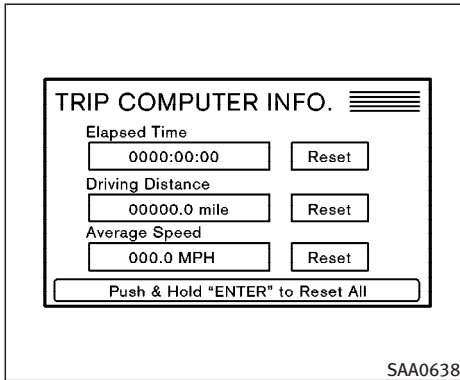 TRIP COMPUTER INFO.
Elapsed Time
0000:00:00 Reset
Driving Distance
00000.0 mile Reset
Average Speed
000.0 MPH Reset
Push & Hold “ENTER” to Reset All
SAA0638